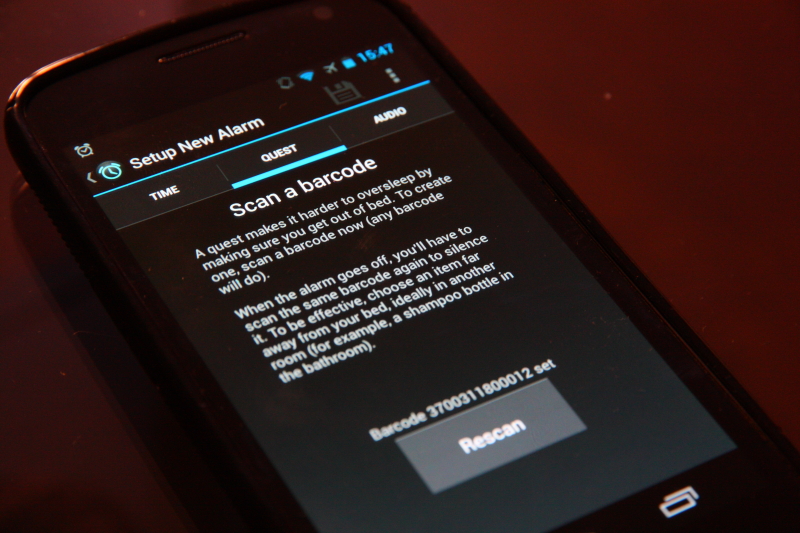 15:47
Setup New Alarm
TIME
QUEST
AUDIO
Scan a barcode
A quest makes it harder to oversleep by
making sure you get out of bed. To create
one, scan a barcode now (any barcode
will do).
When the alarm goes off, you'll have to
scan the same barcode again to silence
it. To be effective, choose an item far
away from your bed, ideally in another
room (for example, a shampoo bottle in
the bathroom).
Barcode 3700311800012 set
Rescan